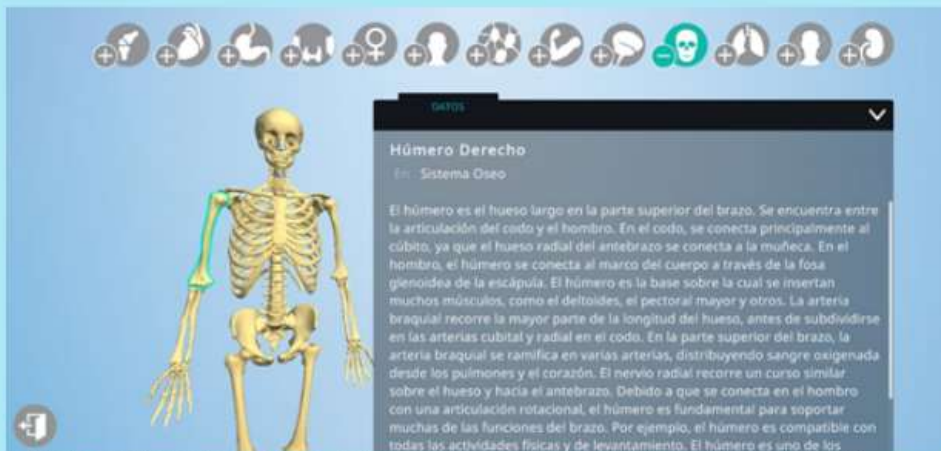 DATOS
Húmero Derecho
En: Sistema Oseo
El húmero es el hueso largo en la parte superior del brazo. Se encuentra entre
la articulación del codo y el hombro. En el codo, se conecta principalmente al
cúbito, ya que el hueso radial del antebrazo se conecta a la muñeca. En el
hombro, el húmero se conecta al marco del cuerpo a través de la fosa
glenoidea de la escápula. El húmero es la base sobre la cual se insertan
muchos músculos, como el deltoides, el pectoral mayor y otros. La arteria
braquial recorre la mayor parte de la longitud del hueso, antes de subdividirse
en las arterias cubital y radial en el codo. En la parte superior del brazo, la
arteria braquial se ramifica en varias arterias, distribuyendo sangre oxigenada
desde los pulmones y el corazón. El nervio radial recorre un curso similar
sobre el hueso y hacia el antebrazo. Debido a que se conecta en el hombro
con una articulación rotacional, el húmero es fundamental para soportar
muchas de las funciones del brazo. Por ejemplo, el húmero es compatible con
todas las actividades físicas y de levantamiento. El húmero es uno de los